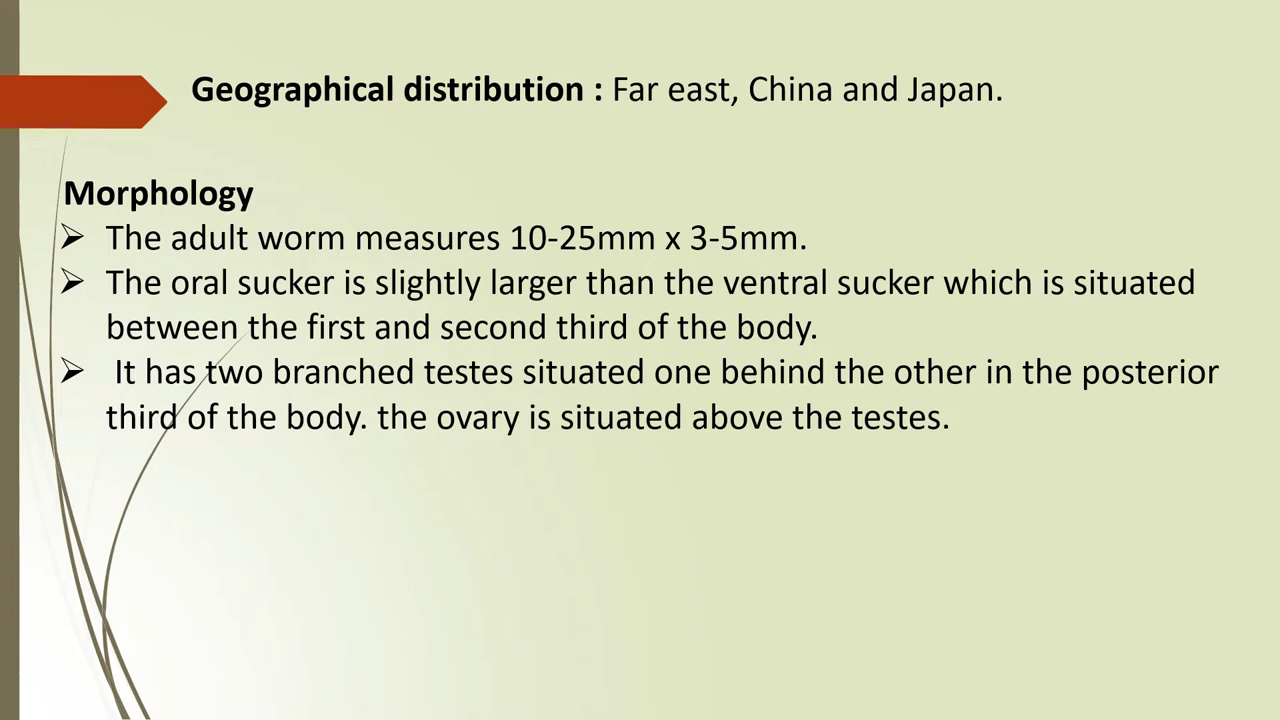 Geographical distribution : Far east, China and Japan.
Morphology
➢ The adult worm measures 10-25mm x 3-5mm.
➢ The oral sucker is slightly larger than the ventral sucker which is situated
between the first and second third of the body.
➢ It has two branched testes situated one behind the other in the posterior
third of the body. the ovary is situated above the testes.